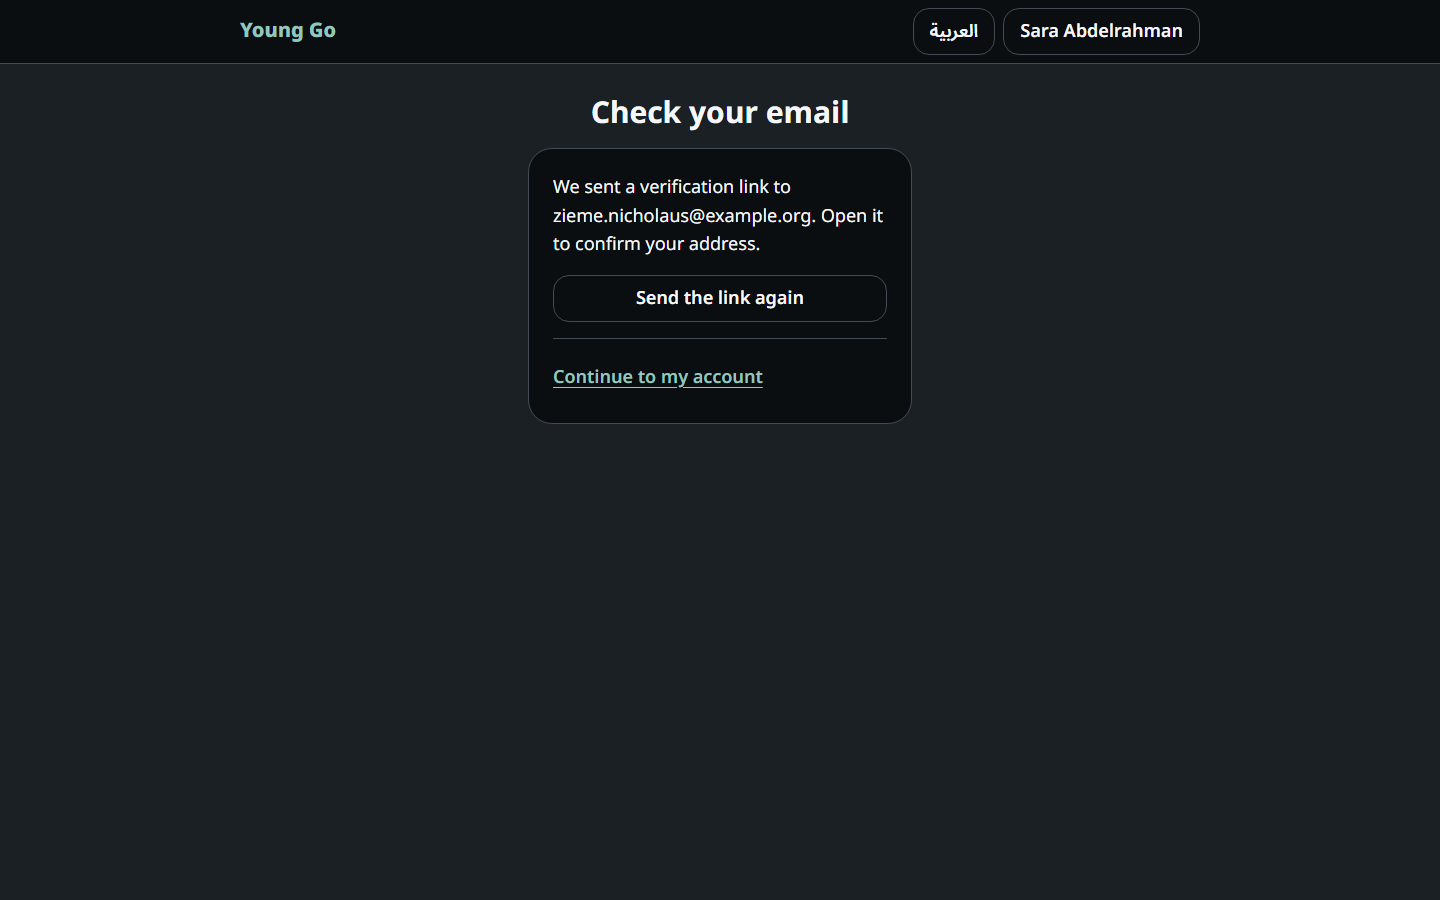 Young Go
العربية
Sara Abdelrahman
Check your email
We sent a verification link to
zieme.nicholaus@example.org. Open it
to confirm your address.
Send the link again
Continue to my account